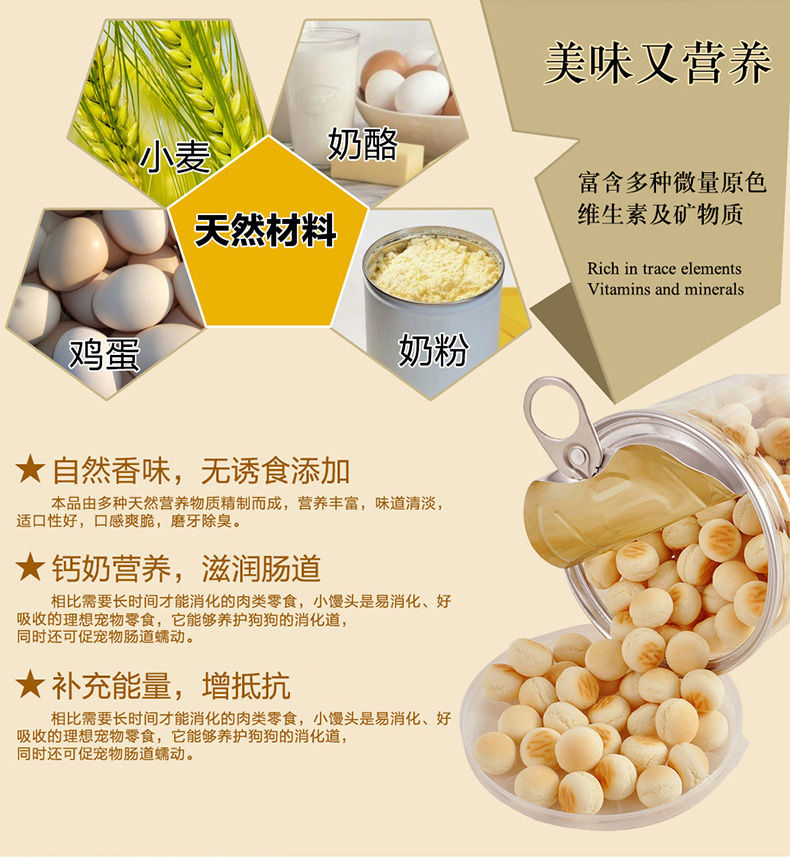 美味又营养
小麦
奶酪
天然材料
富含多种微量原色
维生素及矿物质
Rich in trace elements
Vitamins and minerals
鸡蛋
奶粉
★ 自然香味，无诱食添加
本品由多种天然营养物质精制而成，营养丰富，味道清淡，
适口性好，口感爽脆，磨牙除臭。
★ 钙奶营养，滋润肠道
相比需要长时间才能消化的肉类零食，小馒头是易消化、好
吸收的理想宠物零食，它能够养护狗狗的消化道，
同时还可促宠物肠道蠕动。
★ 补充能量，增抵抗
相比需要长时间才能消化的肉类零食，小馒头是易消化、好
吸收的理想宠物零食，它能够养护狗狗的消化道，
同时还可促宠物肠道蠕动。